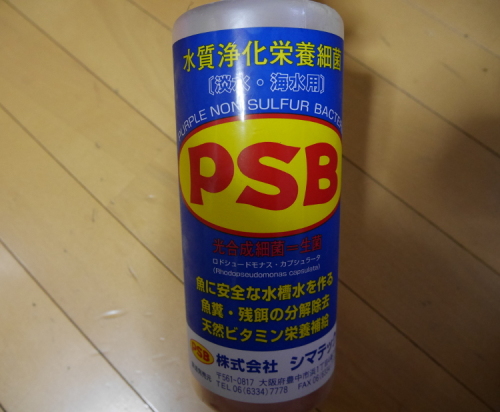 水質浄化栄養細菌
〔淡水・海水用〕
PURPLE NON SULFUR
PSB
光合成細菌=生菌
ロドシュードモナス・カプシュラータ
(Rhodopseudomonas capsulate)
魚に安全な水槽水を作る
魚糞・残餌の分解除去
天然ビタミン栄養補給
PSB 株式会社 シマテッ
〒561-0817 大阪府豊中市
TEL 06(6334)7778 FAX